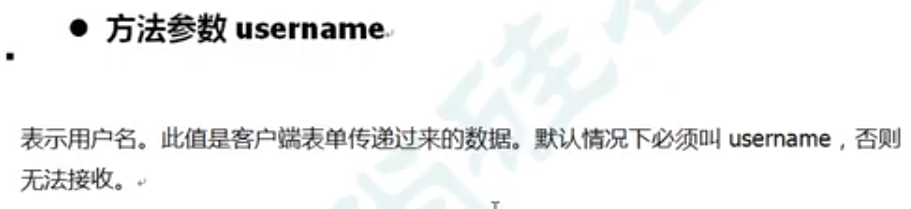 ● 方法参数 username
表示用户名。此值是客户端表单传递过来的数据。默认情况下必须叫 username，否则
无法接收。